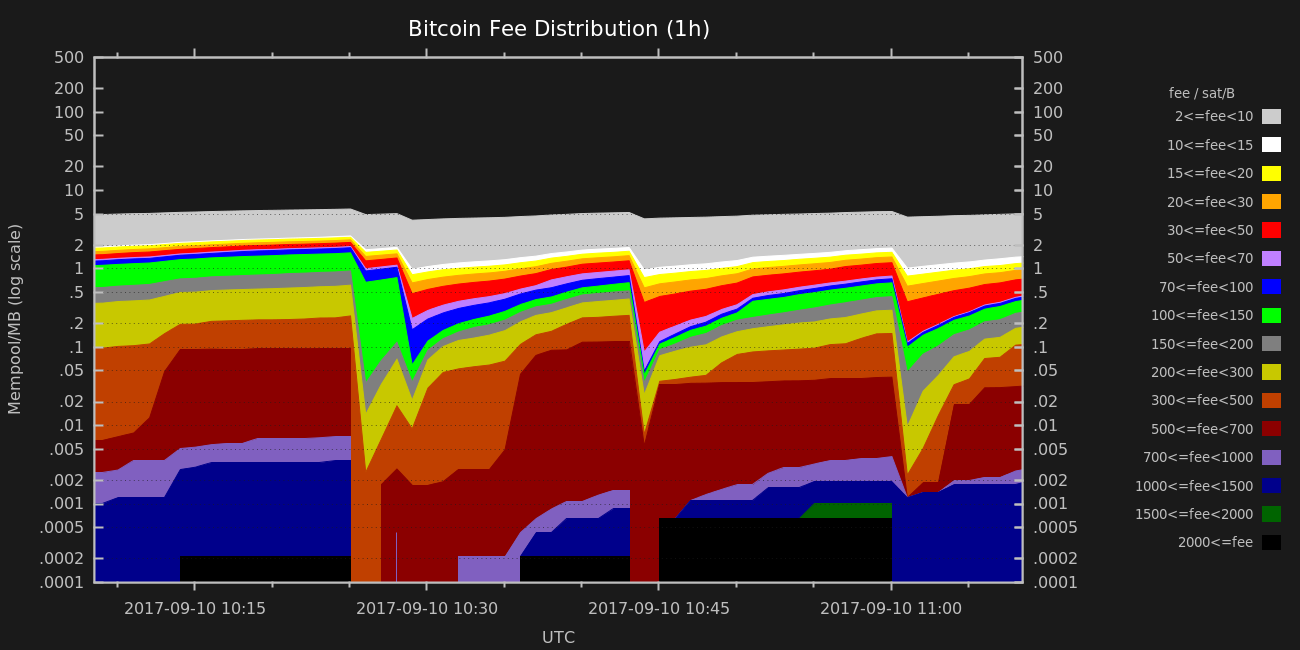 Bitcoin Fee Distribution (1h)
500 500
200 200
100 100
50 50
20 20
10 10
5 5
2 2
1 1
.5 .5
.2 .2
.1 .1
.05 .05
.02 .02
.01 .01
.005 .005
.002 .002
.001 .001
.0005 .0005
.0002 .0002
.0001 .0001
Mempool/MB (log scale)
2017-09-10 10:15 2017-09-10 10:30 2017-09-10 10:45 2017-09-10 11:00
UTC
fee / sat/B
2<=fee<10
10<=fee<15
15<=fee<20
20<=fee<30
30<=fee<50
50<=fee<70
70<=fee<100
100<=fee<150
150<=fee<200
200<=fee<300
300<=fee<500
500<=fee<700
700<=fee<1000
1000<=fee<1500
1500<=fee<2000
2000<=fee